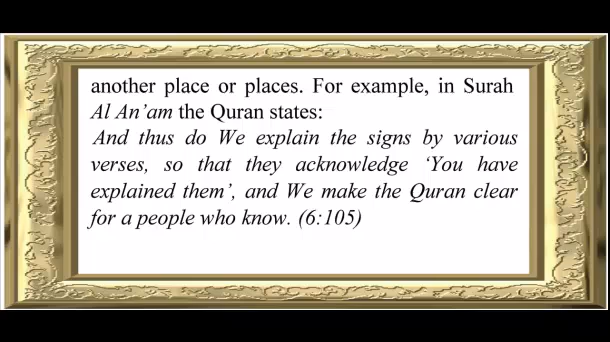 another place or places. For example, in Surah
Al An’am the Quran states:
And thus do We explain the signs by various
verses, so that they acknowledge ‘You have
explained them’, and We make the Quran clear
for a people who know. (6:105)